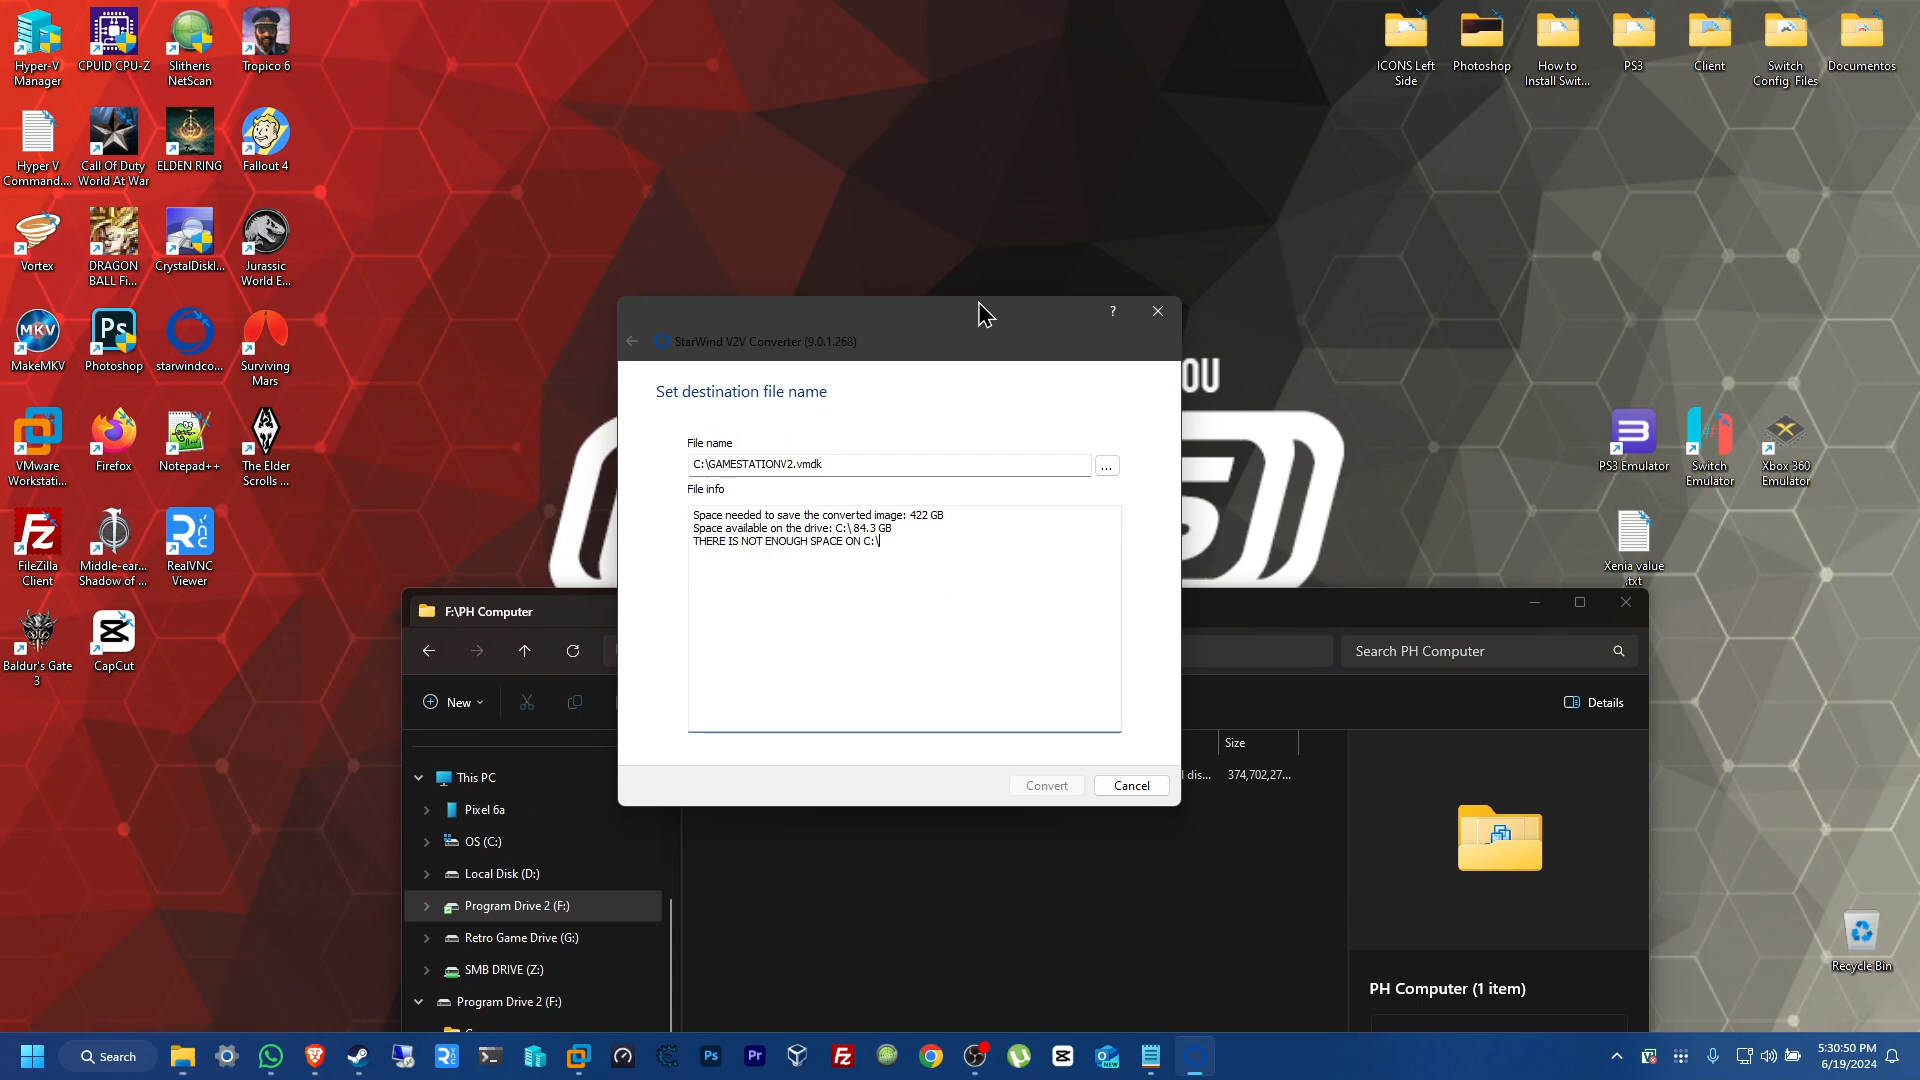 Hyper-V
Manager
CPUID CPU-Z
Slitheris
NetScan
Tropico 6
ICONS Left
Side
Photoshop
How to
Install Swit...
PS3
Client
Switch
Config Files
Documentos
Hyper V
Command....
Call Of Duty
World At War
ELDEN RING
Fallout 4
Vortex
DRAGON
BALL Fi...
CrystalDiskI...
Jurassic
World E...
MakeMKV
Photoshop
starwindco...
Surviving
Mars
VMware
Workstati...
Firefox
Notepad++
The Elder
Scrolls ...
PS3 Emulator
Switch
Emulator
Xbox 360
Emulator
FileZilla
Client
Middle-ear...
Shadow of ...
RealVNC
Viewer
Xenia value
.txt
Baldur's Gate
3
CapCut
Recycle Bin
OU
StarWind V2V Converter (9.0.1.268)
Set destination file name
File name
C:\GAMESTATIONV2.vmdk
...
File info
Space needed to save the converted image: 422 GB
Space available on the drive: C:\ 84.3 GB
THERE IS NOT ENOUGH SPACE ON C:\
Convert
Cancel
F:\PH Computer
Search PH Computer
New
Details
Size
l dis...
374,702,27...
This PC
Pixel 6a
OS (C:)
Local Disk (D:)
Program Drive 2 (F:)
Retro Game Drive (G:)
SMB DRIVE (Z:)
Program Drive 2 (F:)
PH Computer (1 item)
Search
5:30:50 PM
6/19/2024